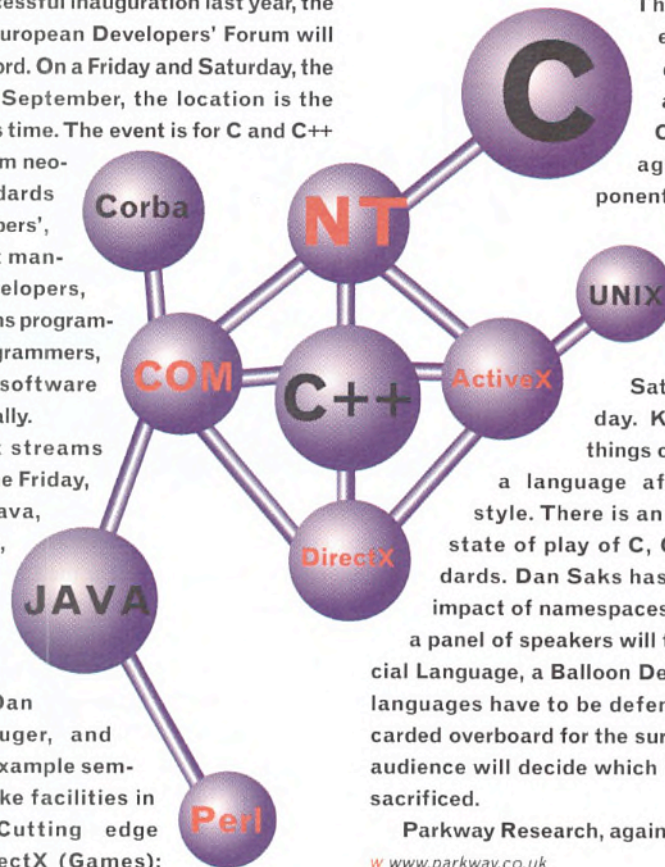 cessful inauguration last year, the
uropean Developers' Forum will
ord. On a Friday and Saturday, the
September, the location is the
s time. The event is for C and C++
m neo-
dards
pers',
t man-
elopers,
ns program-
grammers,
software
ally.
t streams
e Friday,
ava,
,
Dan
uger, and
xample sem-
ke facilities in
Cutting edge
ectX (Games);
C
Corba
NT
UNIX
COM
C++
ActiveX
DirectX
JAVA
Perl
Th
e
a
C
ag
ponent
Sat
day. K
things o
a language af
style. There is an
state of play of C, C
dards. Dan Saks has
impact of namespaces
a panel of speakers will t
cial Language, a Balloon De
languages have to be defen
carded overboard for the sur
audience will decide which
sacrificed.
Parkway Research, again
w www.parkway.co.uk